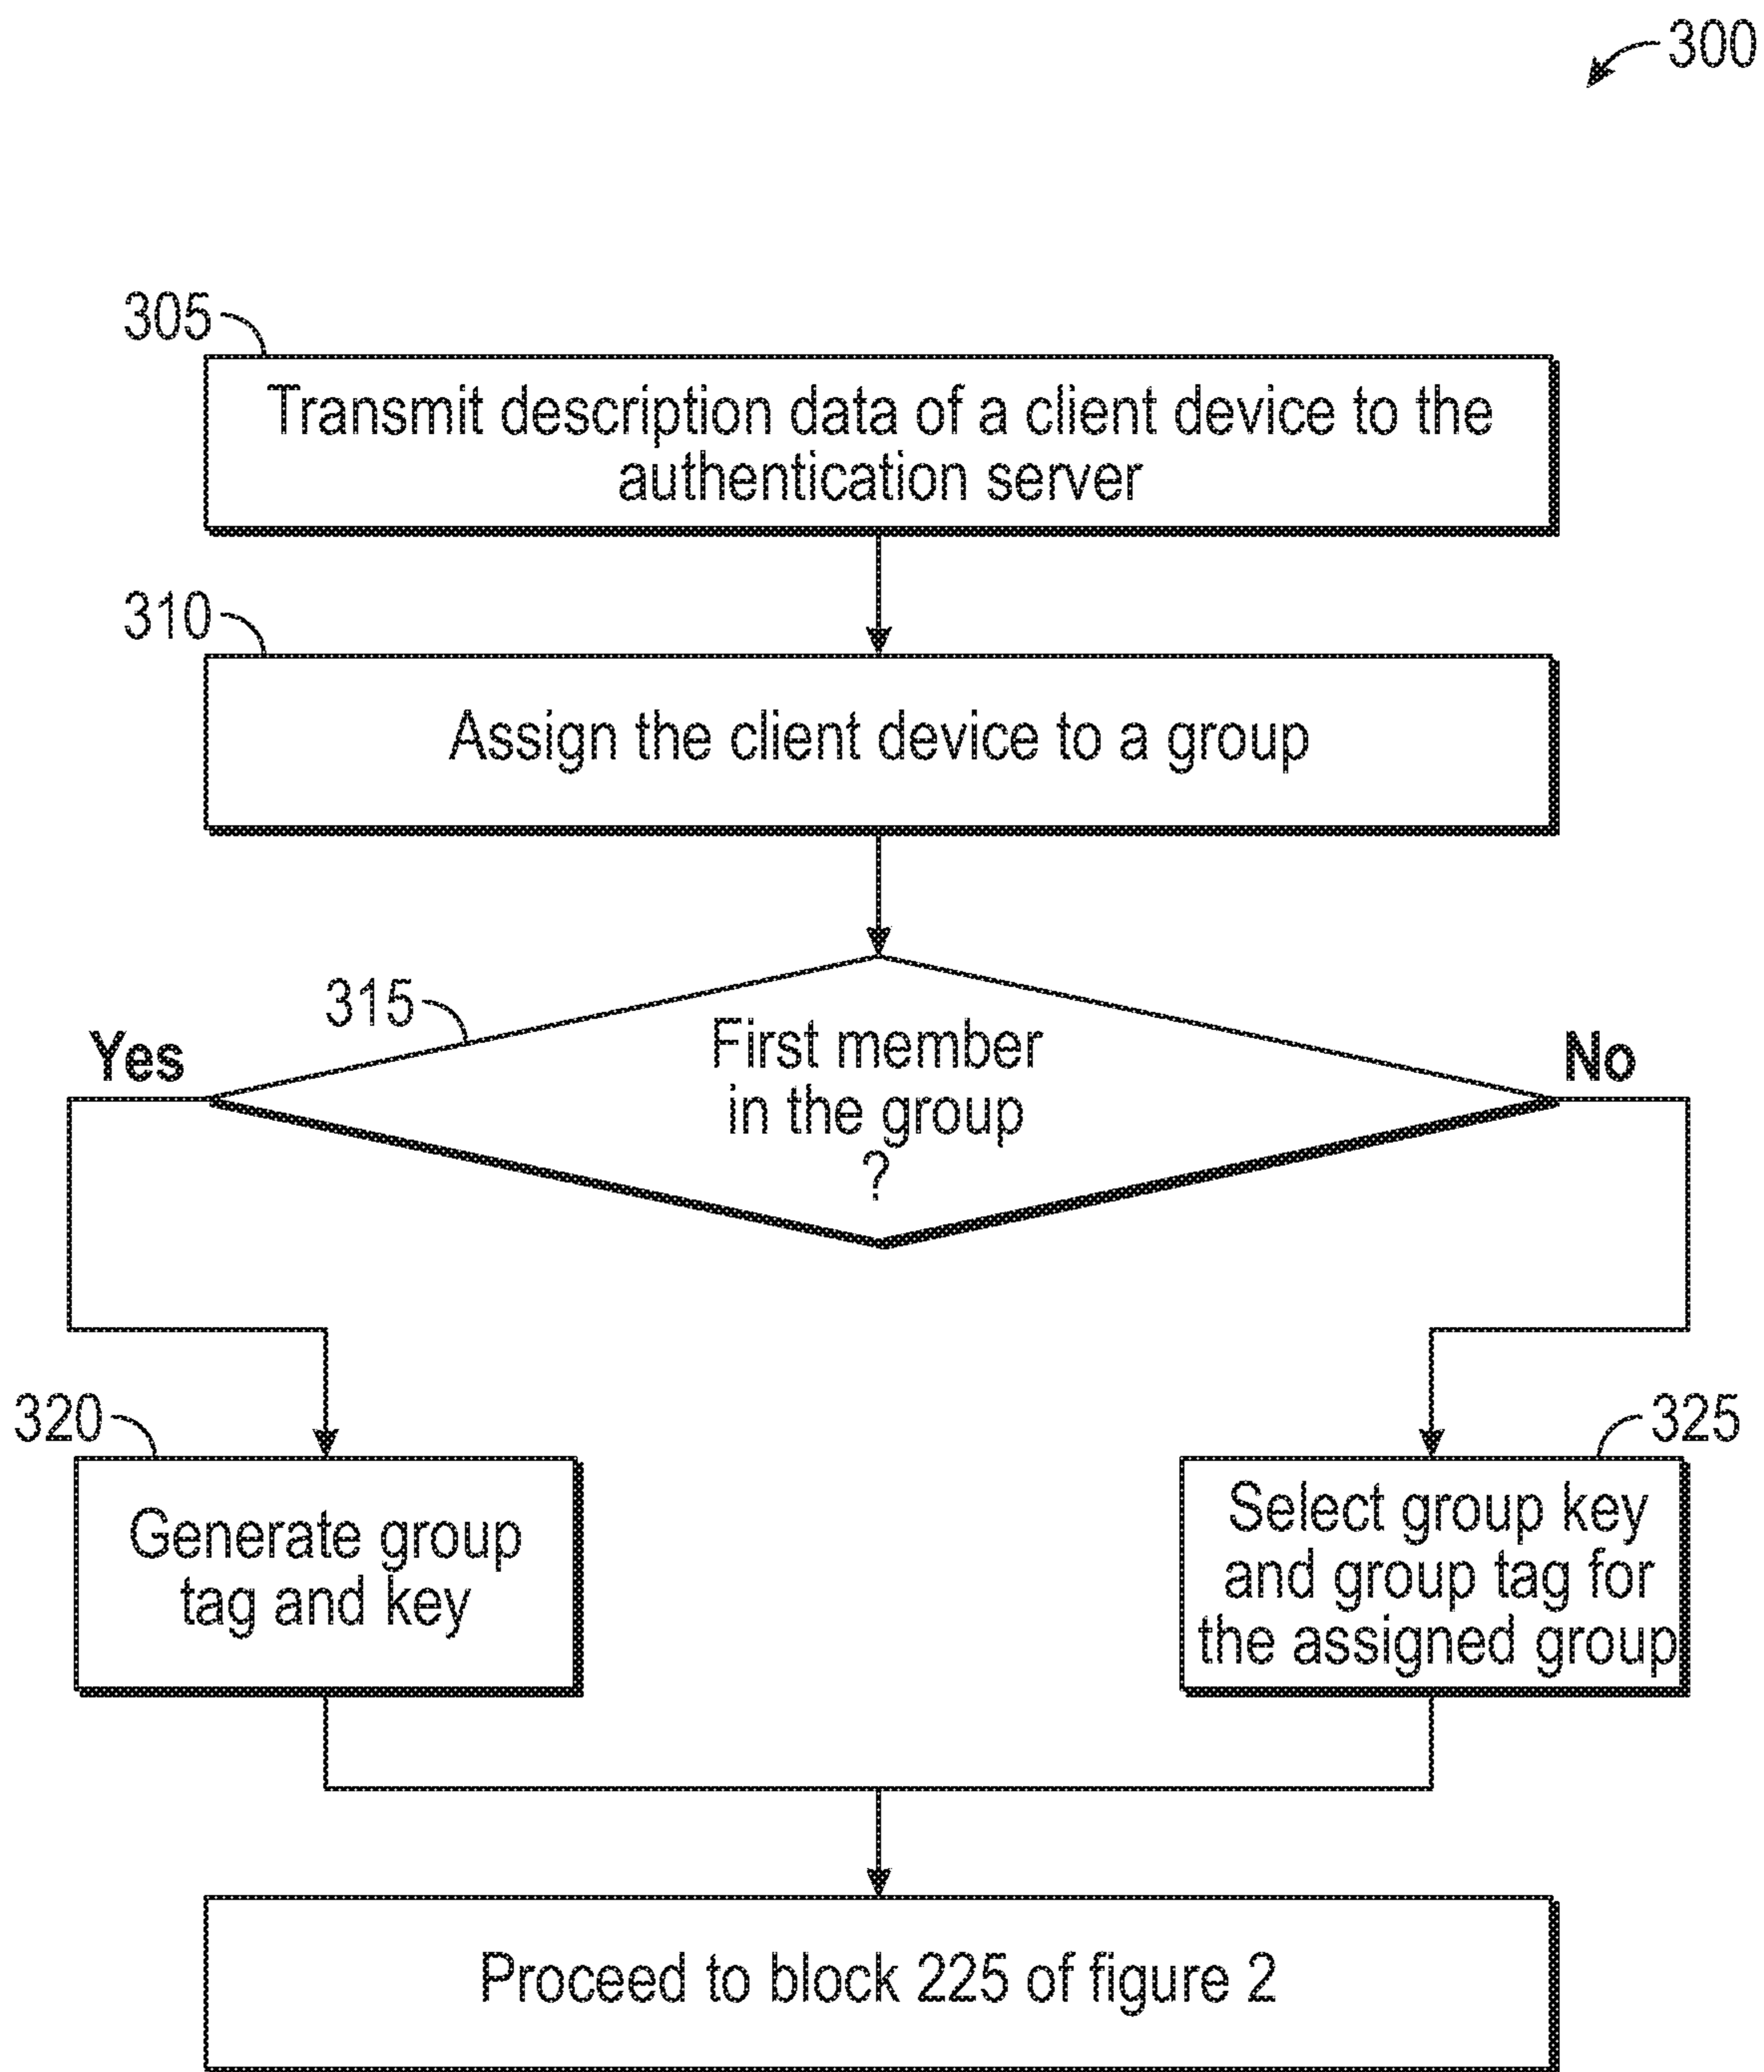 300
305
Transmit description data of a client device to the
authentication server
310
Assign the client device to a group
315
Yes
First member
in the group
?
No
320
Generate group
tag and key
325
Select group key
and group tag for
the assigned group
Proceed to block 225 of figure 2